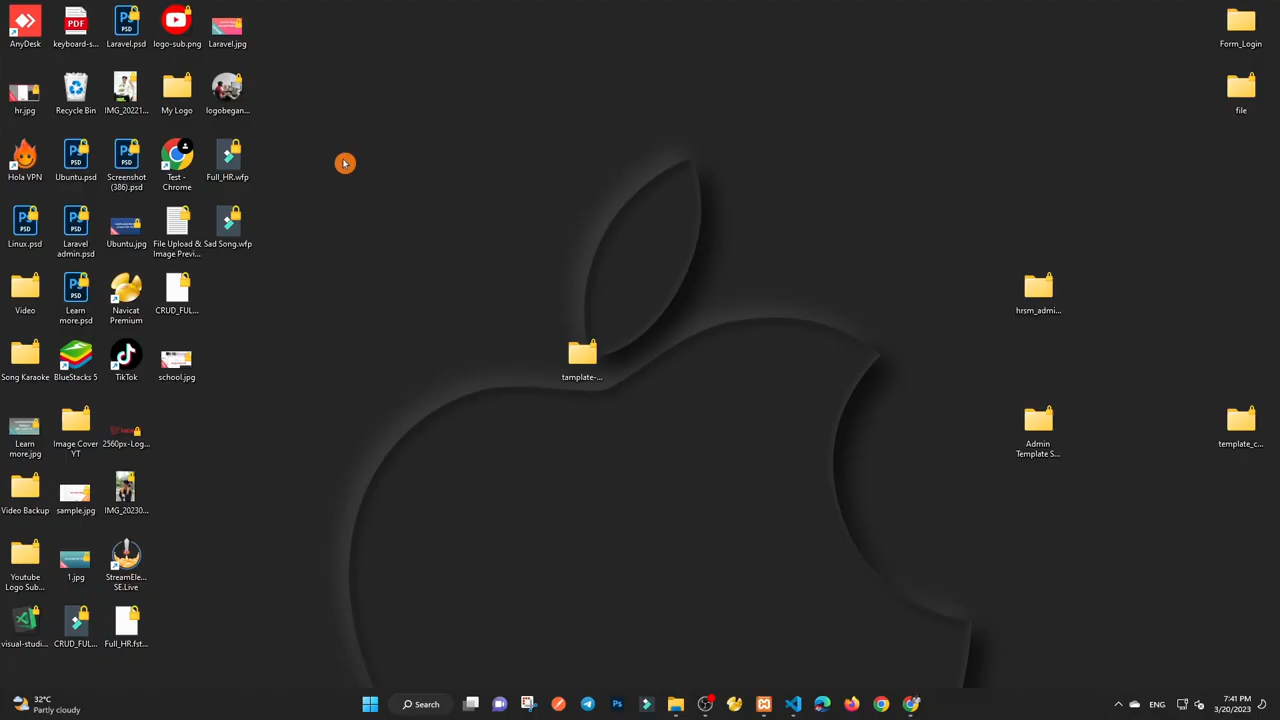 AnyDesk
keyboard-s...
Laravel.psd
logo-sub.png
Laravel.jpg
Form_Login
hr.jpg
Recycle Bin
IMG_20221...
My Logo
logobegan...
file
Hola VPN
Ubuntu.psd
Screenshot
(386).psd
Test -
Chrome
Full_HR.wfp
Linux.psd
Laravel
admin.psd
Ubuntu.jpg
File Upload &
Image Previ...
Sad Song.wfp
Video
Learn
more.psd
Navicat
Premium
CRUD_FUL...
hrsm_admi...
Song Karaoke
BlueStacks 5
TikTok
school.jpg
tamplate-...
Learn
more.jpg
Image Cover
YT
2560px-Log...
Admin
Template S...
template_c...
Video Backup
sample.jpg
IMG_20230...
Youtube
Logo Sub...
1.jpg
StreamEle...
SE.Live
visual-studi...
CRUD_FUL...
Full_HR.fst...
32°C
Partly cloudy
Search
ENG
7:41 PM
3/20/2023